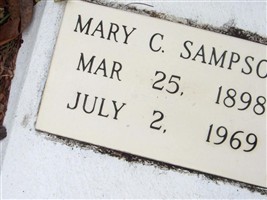 MARY C. SAMPSO
MAR 25, 1898
JULY 2, 1969